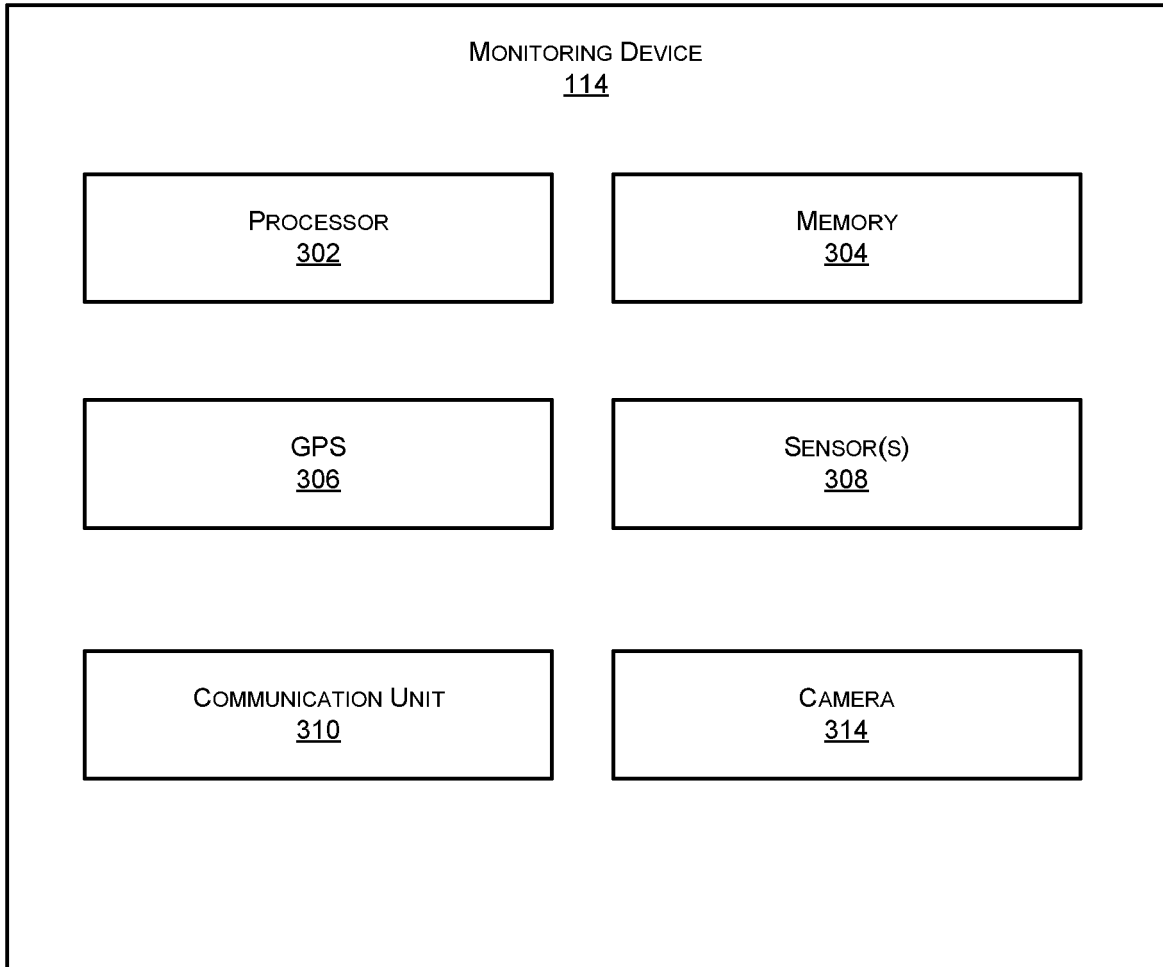 MONITORING DEVICE
114
PROCESSOR
302
MEMORY
304
GPS
306
SENSOR(S)
308
COMMUNICATION UNIT
310
CAMERA
314